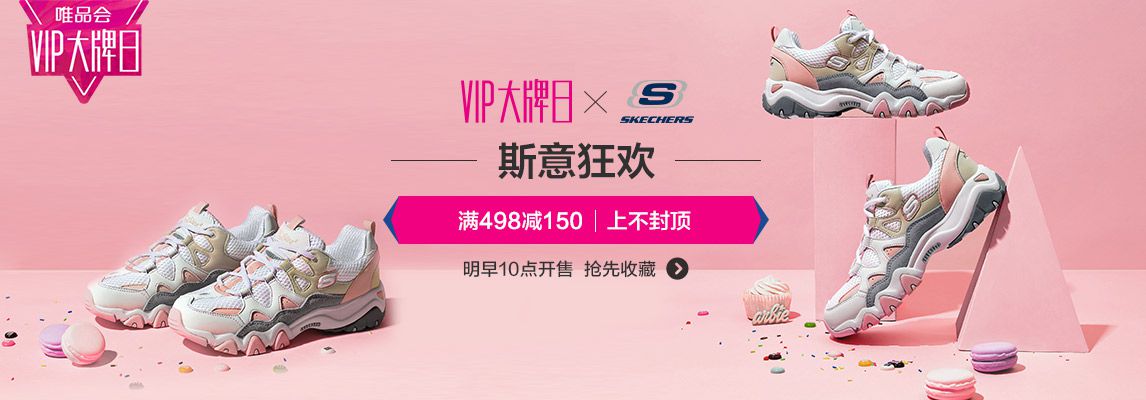 唯品会
VIP大牌日
VIP大牌日×S SKECHERS
斯意狂欢
满498减150|上不封顶
明早10点开售 抢先收藏
arbie